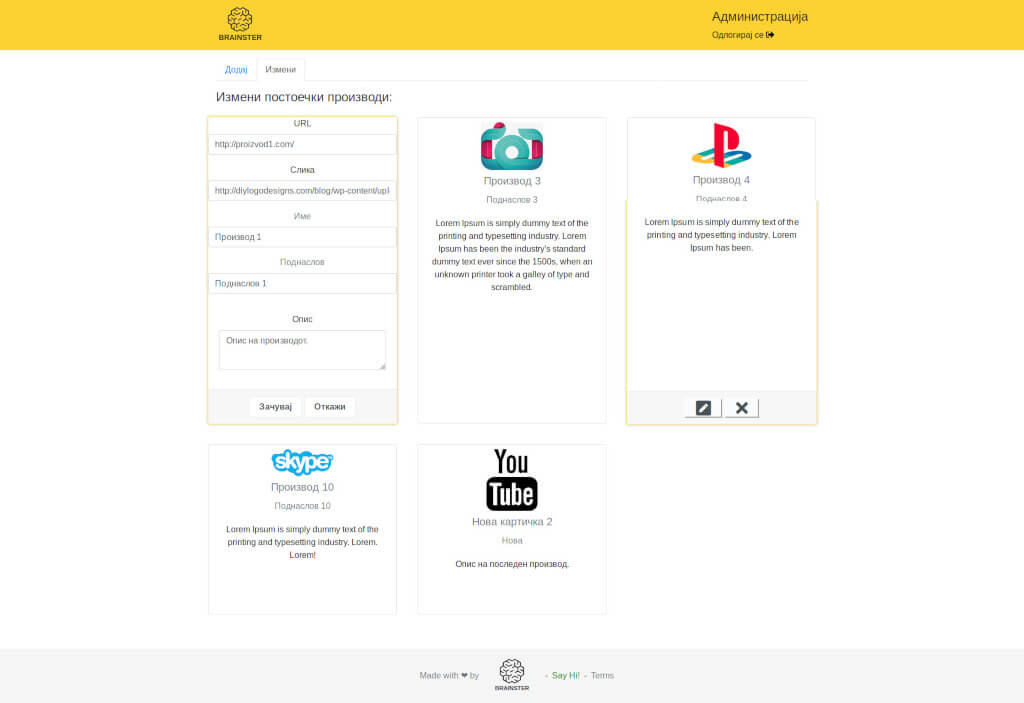 BRAINSTER
Администрација
Одлогирај се
Додај
Измени
Измени постоечки производи:
URL
http://proizvod1.com/
Слика
http://diylogodesigns.com/blog/wp-content/upl
Име
Производ 1
Поднаслов
Поднаслов 1
Опис
Опис на производот.
Зачувај
Откажи
Производ 3
Поднаслов 3
Lorem Ipsum is simply dummy text of the
printing and typesetting industry. Lorem
Ipsum has been the industry's standard
dummy text ever since the 1500s, when an
unknown printer took a galley of type and
scrambled.
Производ 4
Поднаслов 4
Lorem Ipsum is simply dummy text of the
printing and typesetting industry. Lorem
Ipsum has been.
skype
Производ 10
Поднаслов 10
Lorem Ipsum is simply dummy text of the
printing and typesetting industry. Lorem.
Lorem!
You
Tube
Нова картичка 2
Нова
Опис на последен производ.
Made with ❤ by
BRAINSTER
- Say Hi! - Terms